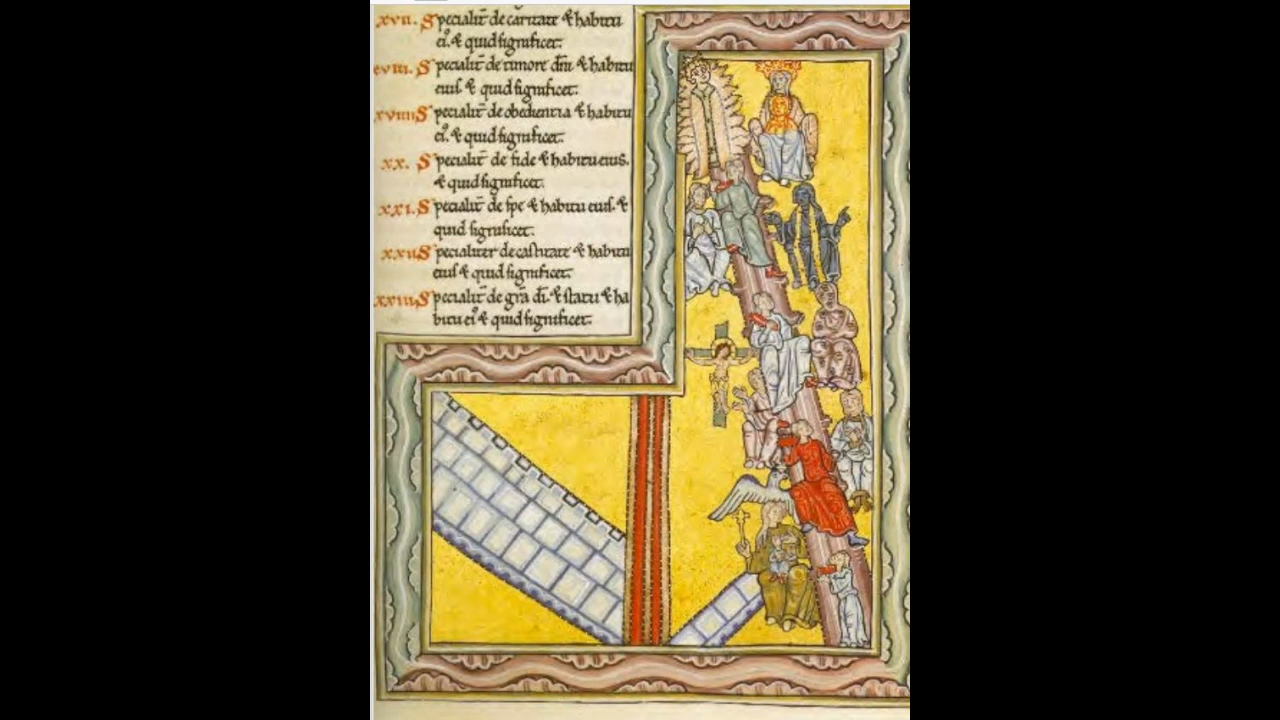 xvii. Specialit̄ de caritate & habitu
ei᷒. & quid significet.
xviii. Specialit̄ de timore dn̄i & habitu
eius. & quid significet.
xviiii Specialit̄ de obedientia & habitu
ei᷒. & quid significet.
xx. Specialit̄ de fide & habitu eius.
& quid significet.
xxi. Specialit̄ de spe & habitu eius. &
quid significet.
xxii Specialiter de castitate & habitu
eius & quid significet.
xxiii Specialit̄ de gr̄a dī. & statu & ha
bitu ei᷒ & quid significet.